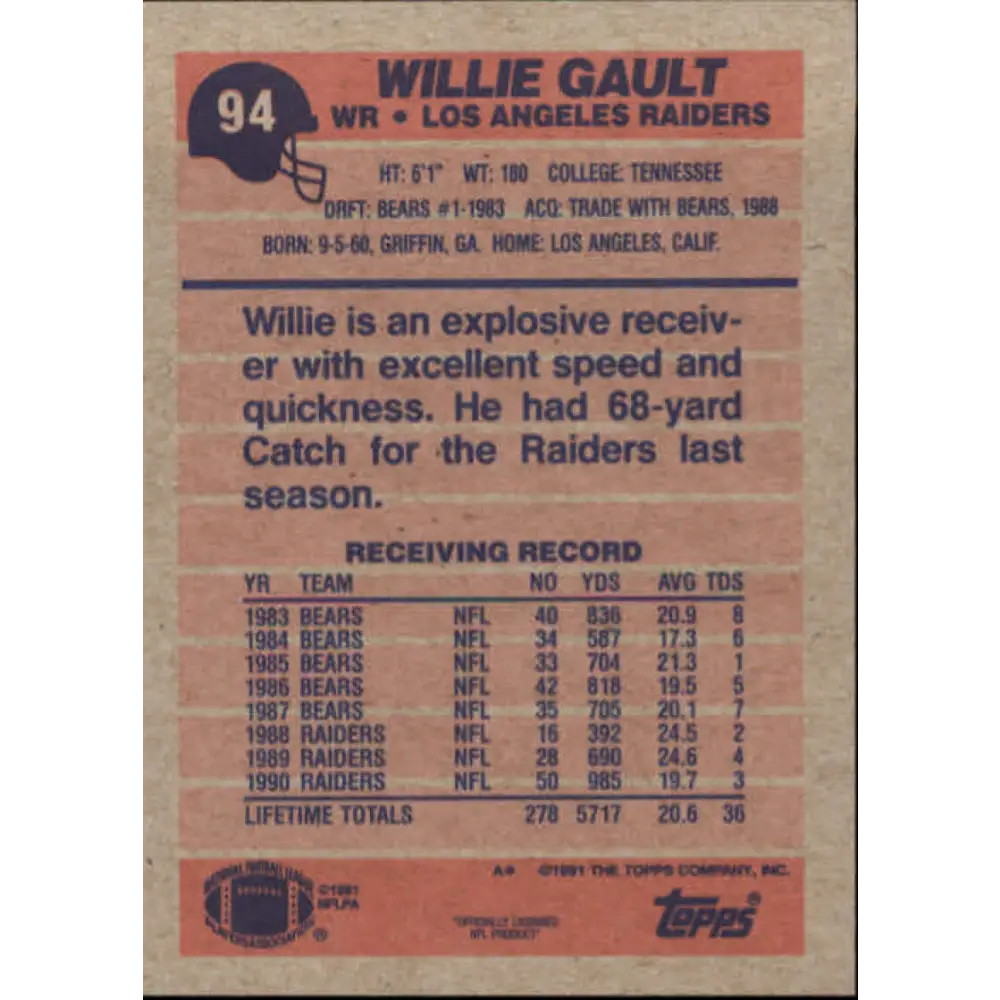 94
WILLIE GAULT
WR • LOS ANGELES RAIDERS
HT: 6'1" WT: 180 COLLEGE: TENNESSEE
DRFT: BEARS #1-1983 ACQ: TRADE WITH BEARS, 1988
BORN: 9-5-60, GRIFFIN, GA. HOME: LOS ANGELES, CALIF.
Willie is an explosive receiv-
er with excellent speed and
quickness. He had 68-yard
Catch for the Raiders last
season.
RECEIVING RECORD
YR TEAM NO YDS AVG TDS
1983 BEARS NFL 40 836 20.9 8
1984 BEARS NFL 34 587 17.3 6
1985 BEARS NFL 33 704 21.3 1
1986 BEARS NFL 42 818 19.5 5
1987 BEARS NFL 35 705 20.1 7
1988 RAIDERS NFL 16 392 24.5 2
1989 RAIDERS NFL 28 690 24.6 4
1990 RAIDERS NFL 50 985 19.7 3
LIFETIME TOTALS 278 5717 20.6 36
A* ©1991 THE TOPPS COMPANY, INC.
NATIONAL FOOTBALL LEAGUE
PLAYERS ASSOCIATION ®
©1991
NFLPA
"OFFICIALLY LICENSED
NFL PRODUCT"
TOPPS®